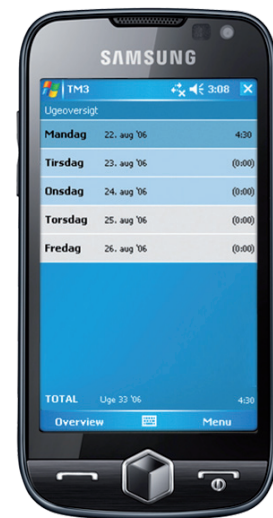 SAMSUNG
TM3 3:08
Ugeoversigt
Mandag 22. aug '06 4:30
Tirsdag 23. aug '06 (0:00)
Onsdag 24. aug '06 (0:00)
Torsdag 25. aug '06 (0:00)
Fredag 26. aug '06 (0:00)
TOTAL Uge 33 '06 4:30
Overview Menu